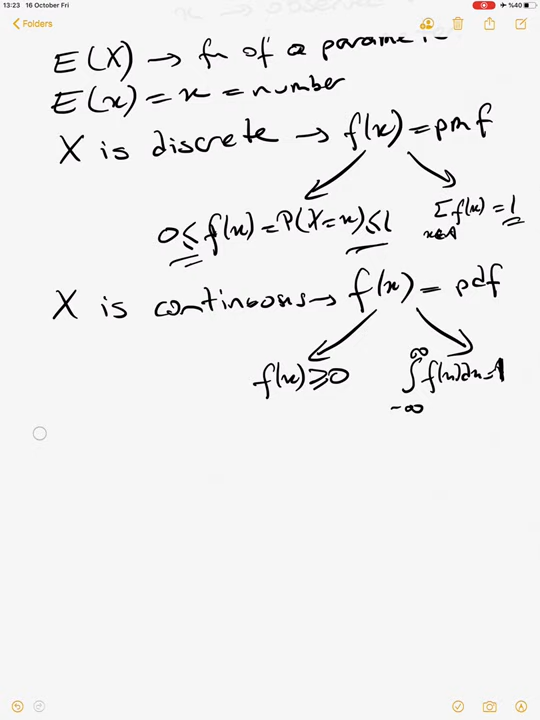 13:23 16 October Fri
%40
Folders
E(X) → fn of a parame
E(x) = x = number
X is discrete → f(x) = pmf
0 ≤ f(x) = P(X = x) ≤ 1
Σ f(x) = 1
x∈A
X is continuous → f(x) = pdf
f(x) ≥ 0
∫ f(x)dx = 1
∞
-∞